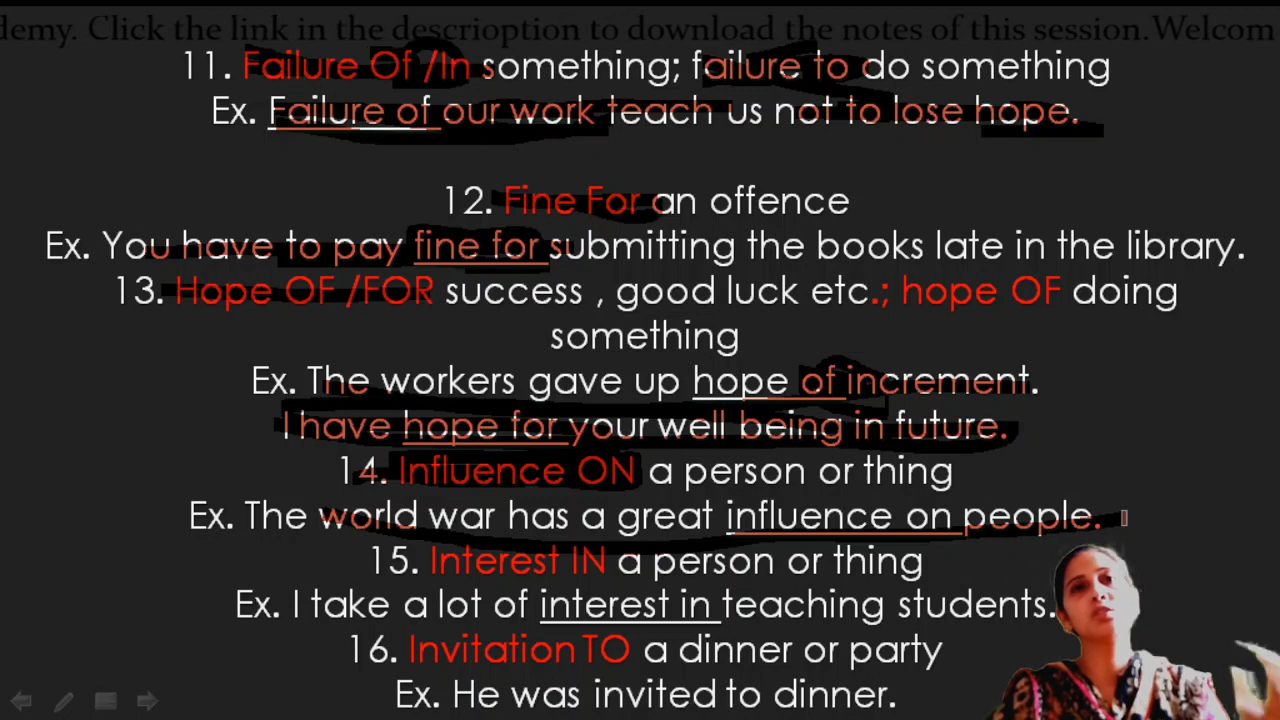 demy. Click the link in the descrioption to download the notes of this session. Welcom
11. Failure Of /In something; failure to do something
Ex. Failure of our work teach us not to lose hope.
12. Fine For an offence
Ex. You have to pay fine for submitting the books late in the library.
13. Hope OF /FOR success , good luck etc.; hope OF doing
something
Ex. The workers gave up hope of increment.
I have hope for your well being in future.
14. Influence ON a person or thing
Ex. The world war has a great influence on people.
15. Interest IN a person or thing
Ex. I take a lot of interest in teaching students.
16. Invitation TO a dinner or party
Ex. He was invited to dinner.